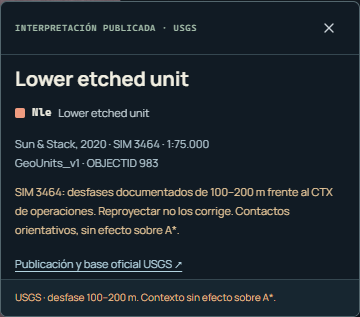 INTERPRETACIÓN PUBLICADA · USGS
Lower etched unit
Nle Lower etched unit
Sun & Stack, 2020 · SIM 3464 · 1:75.000
GeoUnits_v1 · OBJECTID 983
SIM 3464: desfases documentados de 100–200 m frente al CTX
de operaciones. Reproyectar no los corrige. Contactos
orientativos, sin efecto sobre A*.
Publicación y base oficial USGS ↗
USGS · desfase 100–200 m. Contexto sin efecto sobre A*.